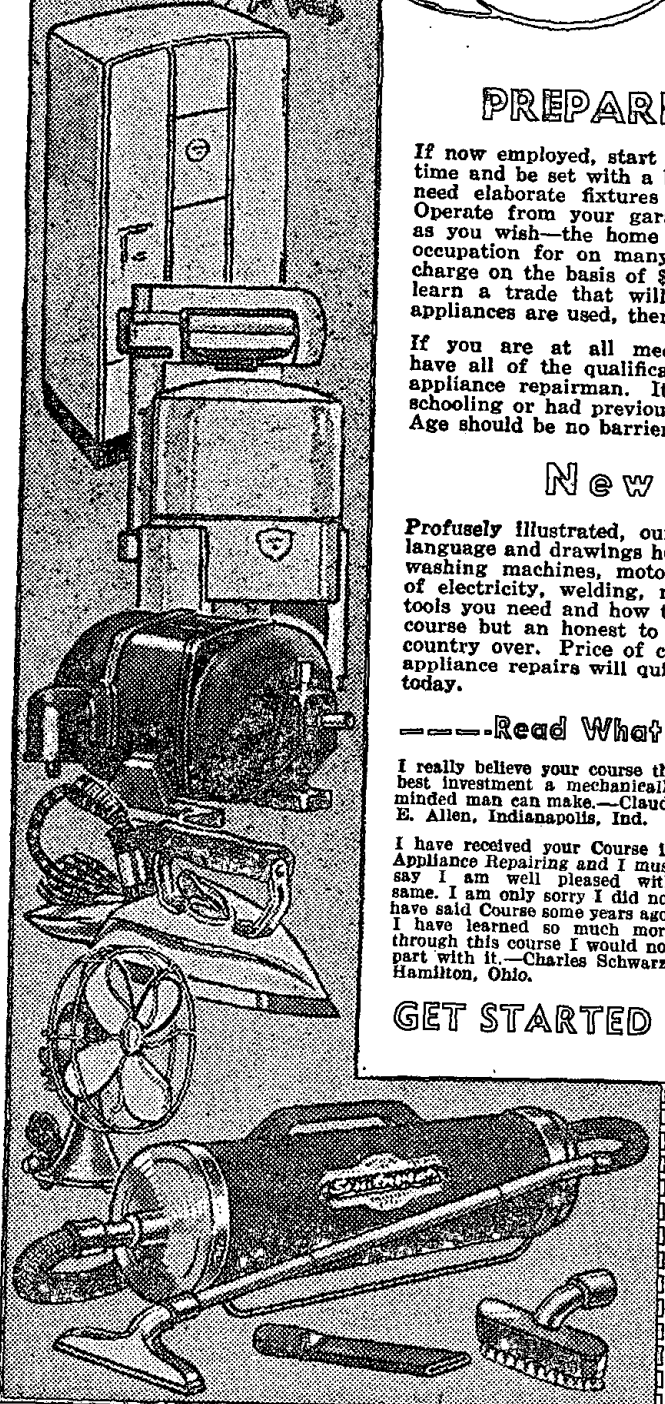 PREPAR
If now employed, start
time and be set with a
need elaborate fixtures
Operate from your gar
as you wish—the home
occupation for on many
charge on the basis of $
learn a trade that will
appliances are used, ther
If you are at all mec
have all of the qualifica
appliance repairman. It
schooling or had previou
Age should be no barrier
New
Profusely illustrated, ou
language and drawings h
washing machines, moto
of electricity, welding, r
tools you need and how t
course but an honest to
country over. Price of c
appliance repairs will qui
today.
----Read What
I really believe your course th
best investment a mechanicall
minded man can make.—Claud
E. Allen, Indianapolis, Ind.
I have received your Course i
Appliance Repairing and I mus
say I am well pleased wit
same. I am only sorry I did no
have said Course some years ago
I have learned so much mor
through this course I would no
part with it.—Charles Schwarz
Hamilton, Ohio.
GET STARTED